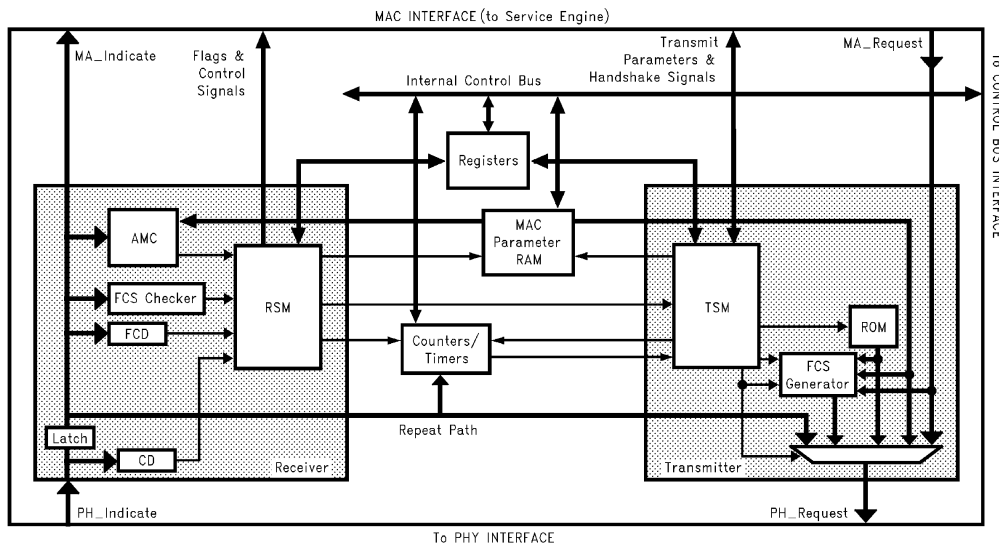 MAC INTERFACE (to Service Engine)
MA_Indicate
Flags &
Control
Signals
Transmit
Parameters &
Handshake Signals
MA_Request
Internal Control Bus
To CONTROL BUS INTERFACE
Registers
AMC
MAC
Parameter
RAM
FCS Checker
RSM
TSM
FCD
ROM
Counters/
Timers
FCS
Generator
Latch
Repeat Path
CD
Receiver
Transmitter
PH_Indicate
PH_Request
To PHY INTERFACE